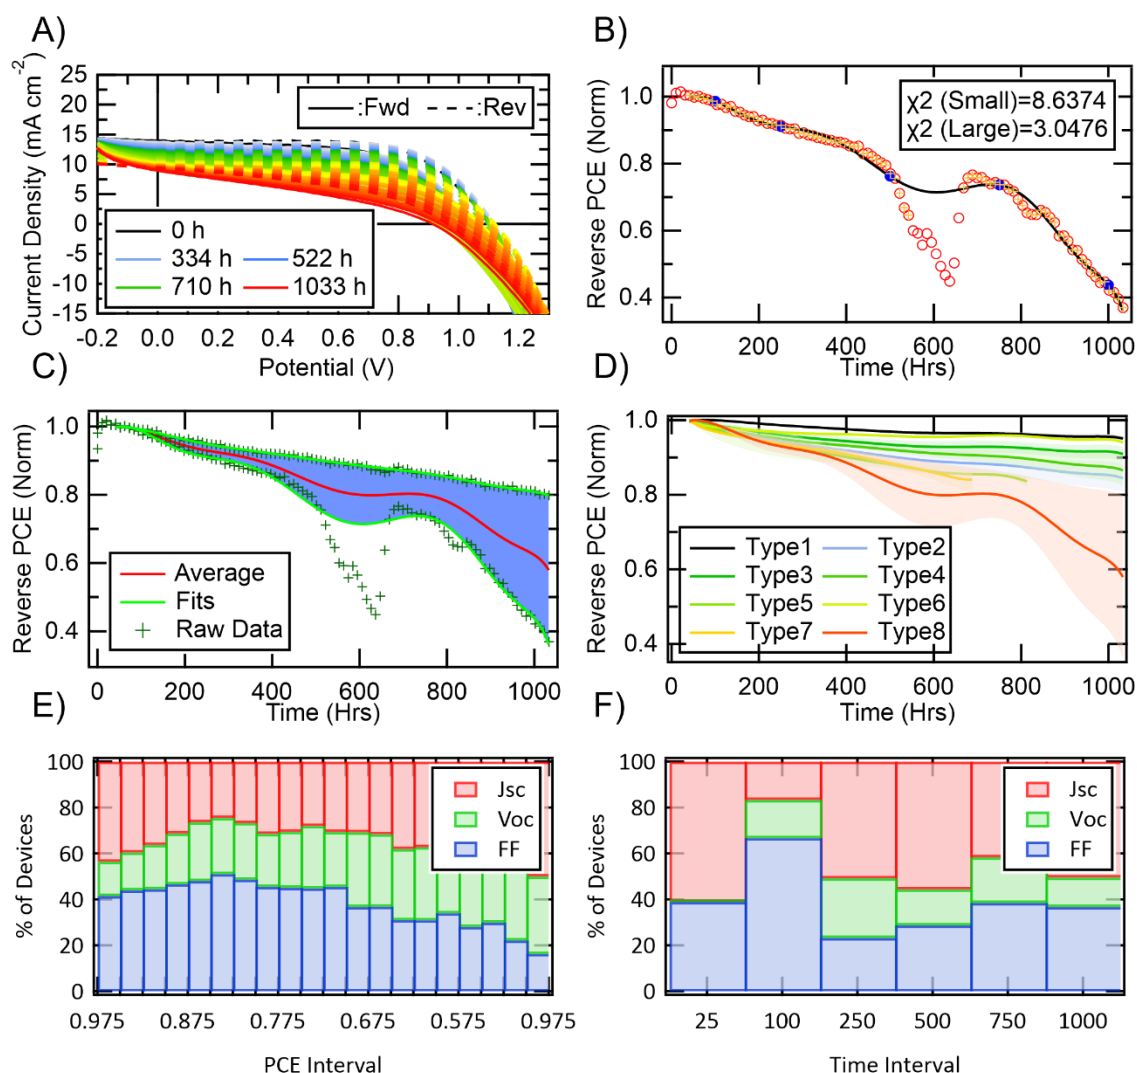 A)
Current Density (mA cm-2)
25
20
15
10
5
0
-5
-10
-15
:Fwd :Rev
0 h
334 h 522 h
710 h 1033 h
-0.2 0.0 0.2 0.4 0.6 0.8 1.0 1.2
Potential (V)
B)
Reverse PCE (Norm)
1.0
0.8
0.6
0.4
χ2 (Small)=8.6374
χ2 (Large)=3.0476
0 200 400 600 800 1000
Time (Hrs)
C)
Reverse PCE (Norm)
1.0
0.8
0.6
0.4
Average
Fits
Raw Data
0 200 400 600 800 1000
Time (Hrs)
D)
Reverse PCE (Norm)
1.0
0.8
0.6
0.4
Type1 Type2
Type3 Type4
Type5 Type6
Type7 Type8
0 200 400 600 800 1000
Time (Hrs)
E)
% of Devices
100
80
60
40
20
0
Jsc
Voc
FF
0.975 0.875 0.775 0.675 0.575 0.975
PCE Interval
F)
% of Devices
100
80
60
40
20
0
Jsc
Voc
FF
25 100 250 500 750 1000
Time Interval